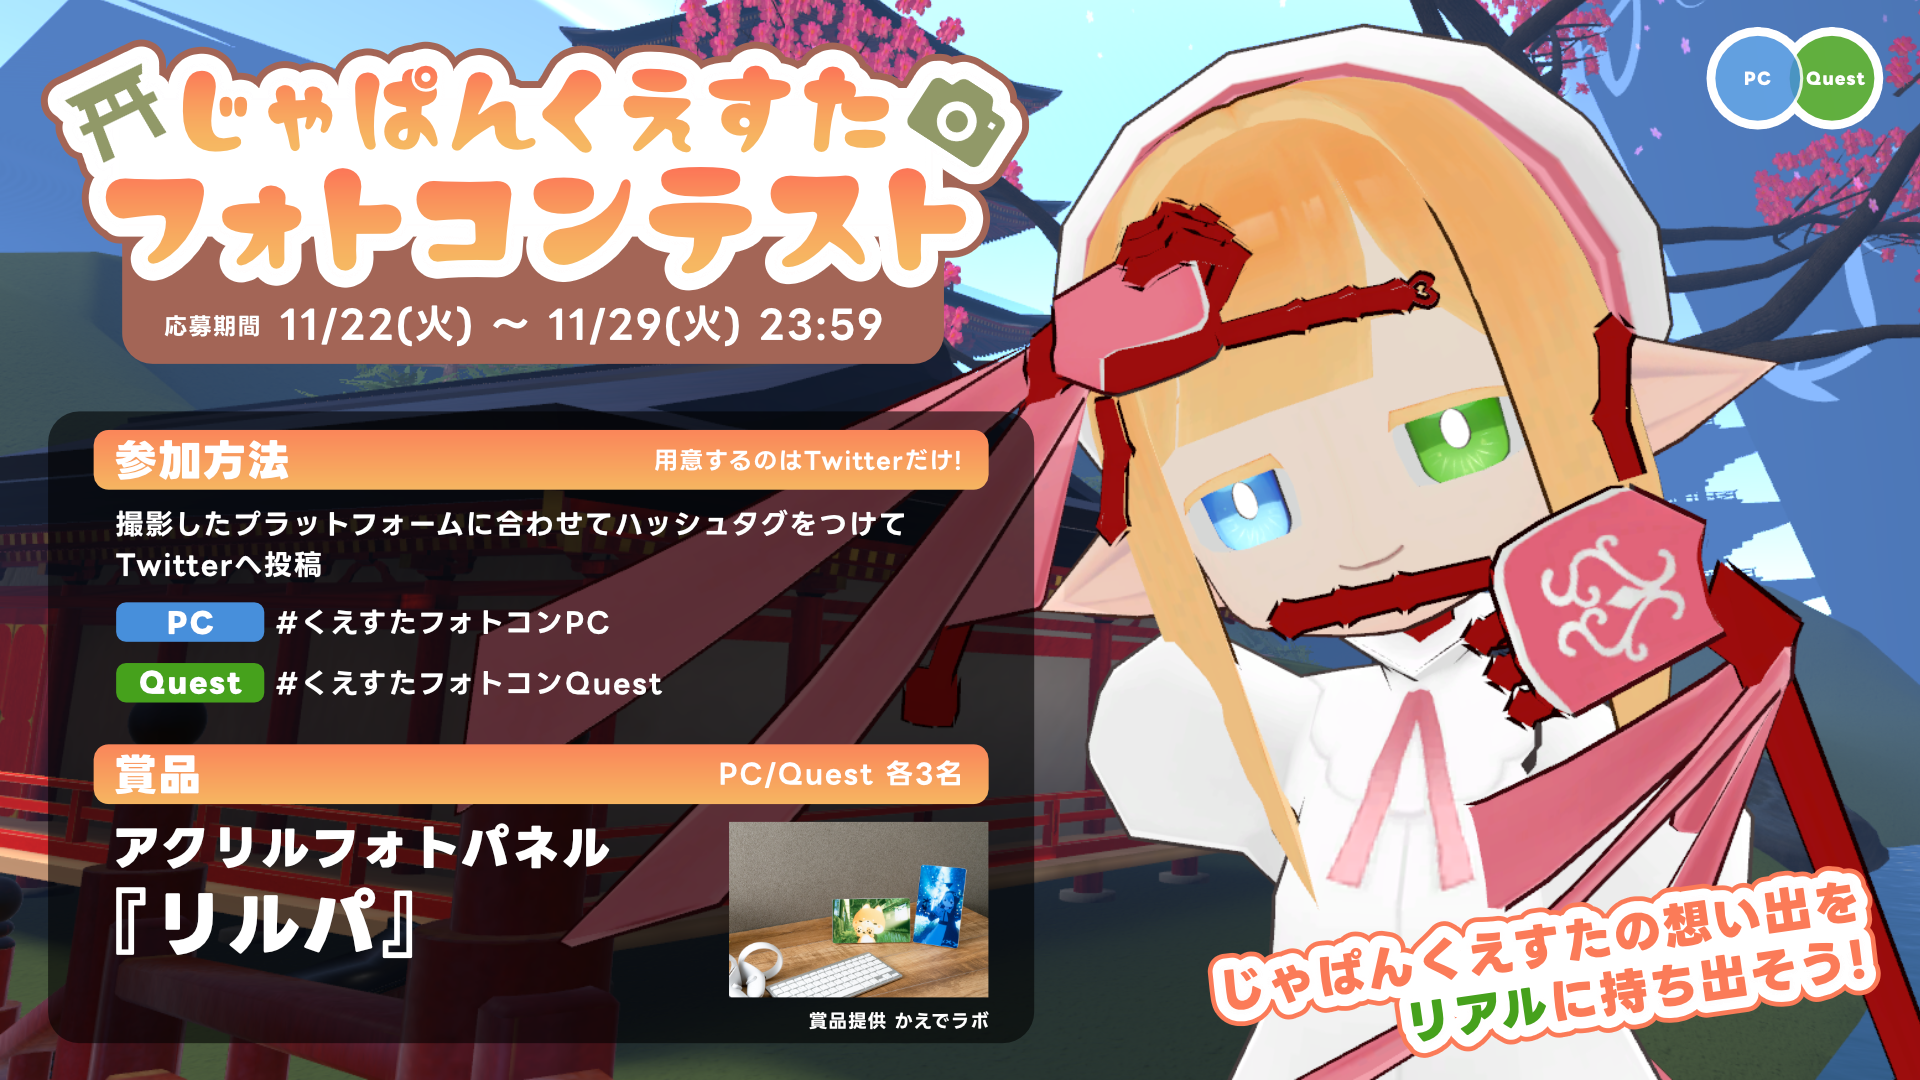 じゃぱんくえすた
フォトコンテスト
応募期間 11/22(火) ～ 11/29(火) 23:59
PC Quest
参加方法 用意するのはTwitterだけ!
撮影したプラットフォームに合わせてハッシュタグをつけて
Twitterへ投稿
PC #くえすたフォトコンPC
Quest #くえすたフォトコンQuest
賞品 PC/Quest 各3名
アクリルフォトパネル
『リルパ』
賞品提供 かえでラボ
じゃぱんくえすたの想い出を
リアルに持ち出そう!